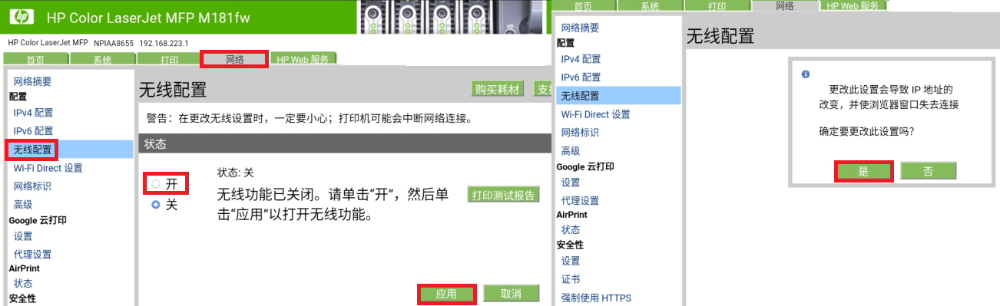 hp HP Color LaserJet MFP M181fw
HP Color LaserJet MFP NPIAA8655 192.168.223.1
首页 系统 打印 网络 HP Web 服务
网络摘要
配置
IPv4 配置
IPv6 配置
无线配置
Wi-Fi Direct 设置
网络标识
高级
Google 云打印
设置
代理设置
AirPrint
状态
安全性
无线配置
购买耗材 支
警告：在更改无线设置时，一定要小心；打印机可能会中断网络连接。
状态
开
关
状态: 关
无线功能已关闭。请单击“开”，然后单
击“应用”以打开无线功能。
打印测试报告
应用 取消
首页 系统 打印 网络 HP Web 服务
网络摘要
配置
IPv4 配置
IPv6 配置
无线配置
Wi-Fi Direct 设置
网络标识
高级
Google 云打印
设置
代理设置
AirPrint
状态
安全性
设置
证书
强制使用 HTTPS
无线配置
更改此设置会导致 IP 地址的
改变，并使浏览器窗口失去连接
确定要更改此设置吗？
是 否